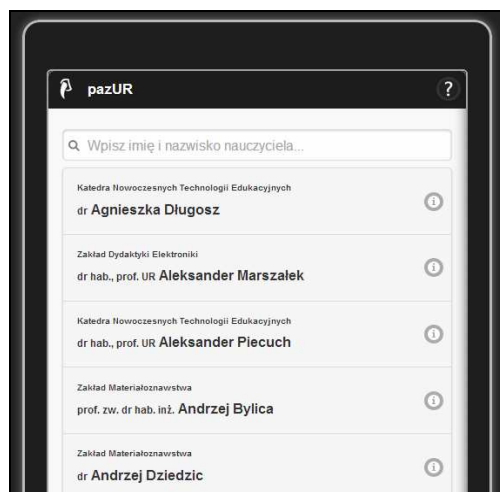 pazUR
?
Wpisz imię i nazwisko nauczyciela...
Katedra Nowoczesnych Technologii Edukacyjnych
dr Agnieszka Długosz
Zakład Dydaktyki Elektroniki
dr hab., prof. UR Aleksander Marszałek
Katedra Nowoczesnych Technologii Edukacyjnych
dr hab., prof. UR Aleksander Piecuch
Zakład Materiałoznawstwa
prof. zw. dr hab. inż. Andrzej Bylica
Zakład Materiałoznawstwa
dr Andrzej Dziedzic